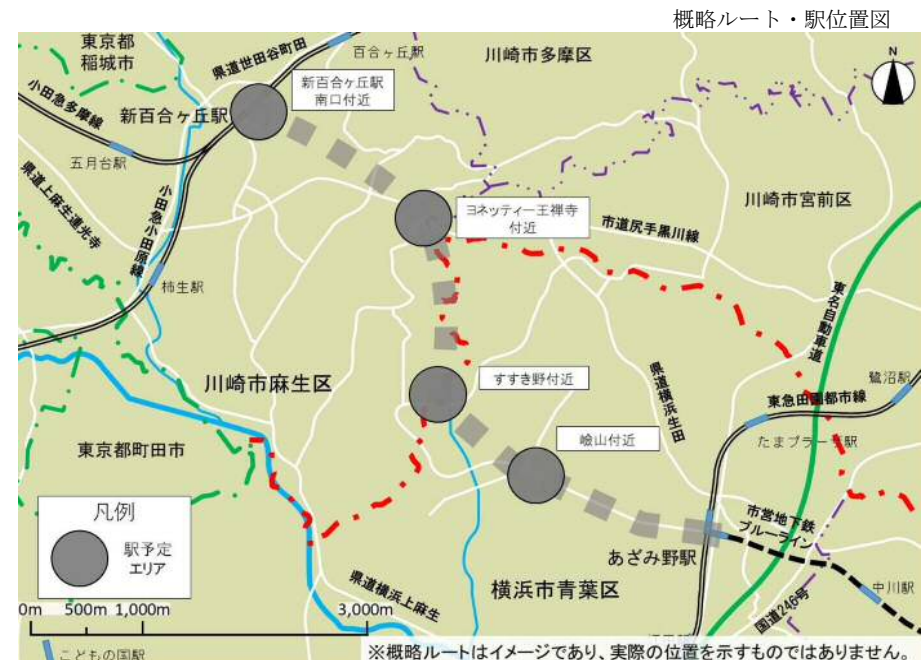 概略ルート・駅位置図
東京都
稲城市
県道世田谷町田
百合ヶ丘駅
川崎市多摩区
N
小田急多摩線
新百合ヶ丘駅
新百合ヶ丘駅
南口付近
五月台駅
県道上麻生連光寺
小田急小田原線
柿生駅
ヨネッティー王禅寺
付近
川崎市宮前区
市道尻手黒川線
東名自動車道
川崎市麻生区
すすき野付近
県道横浜生田
東急田園都市線
鷺沼駅
たまプラーザ駅
東京都町田市
嶮山付近
凡例
駅予定
エリア
市営地下鉄
ブルーライン
あざみ野駅
横浜市青葉区
中川駅
国道246号
県道横浜上麻生
0m
500m
1,000m
3,000m
こどもの国駅
※概略ルートはイメージであり、実際の位置を示すものではありません。